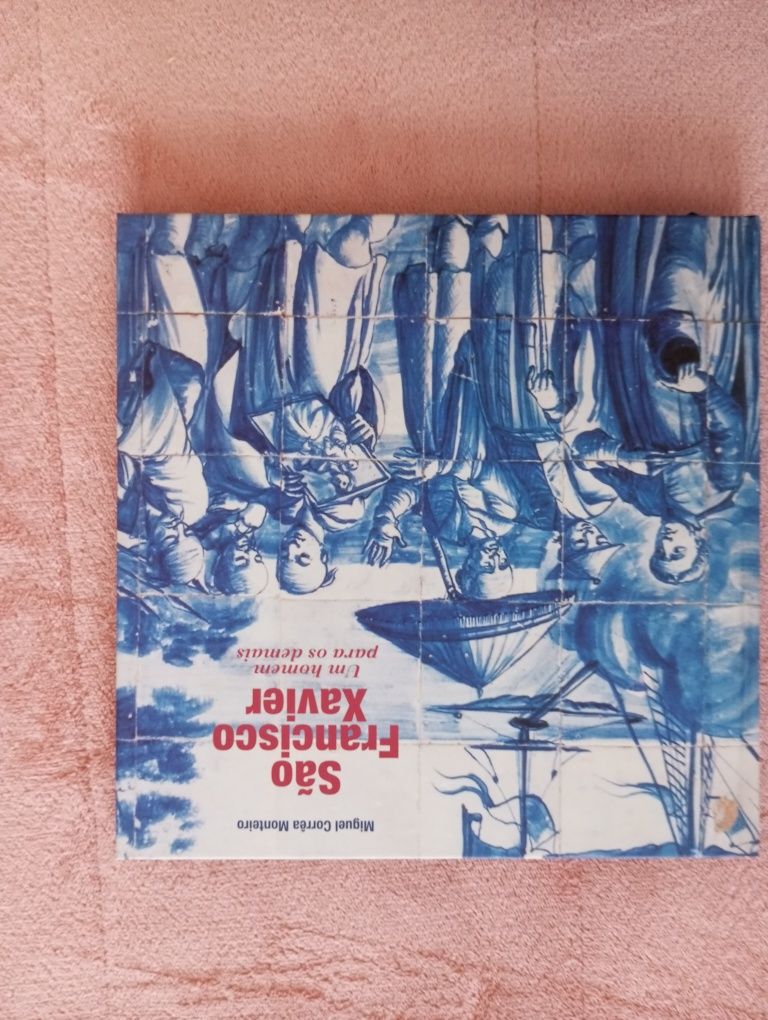 Miguel Corrêa Monteiro
São
Francisco
Xavier
Um homem
para os demais